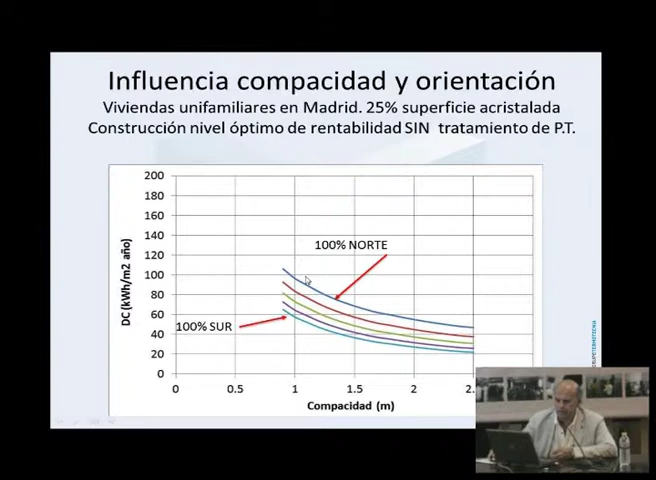 Influencia compacidad y orientación
Viviendas unifamiliares en Madrid. 25% superficie acristalada
Construcción nivel óptimo de rentabilidad SIN tratamiento de P.T.
200
180
160
140
120
100
80
60
40
20
0
DC (kWh/m2 año)
100% NORTE
100% SUR
0
0.5
1
1.5
2
2.
Compacidad (m)